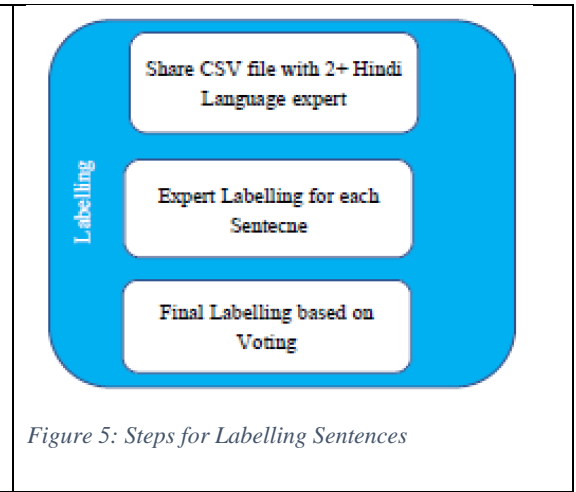 Labelling
Share CSV file with 2+ Hindi
Language expert
Expert Labelling for each
Sentecne
Final Labelling based on
Voting
Figure 5: Steps for Labelling Sentences